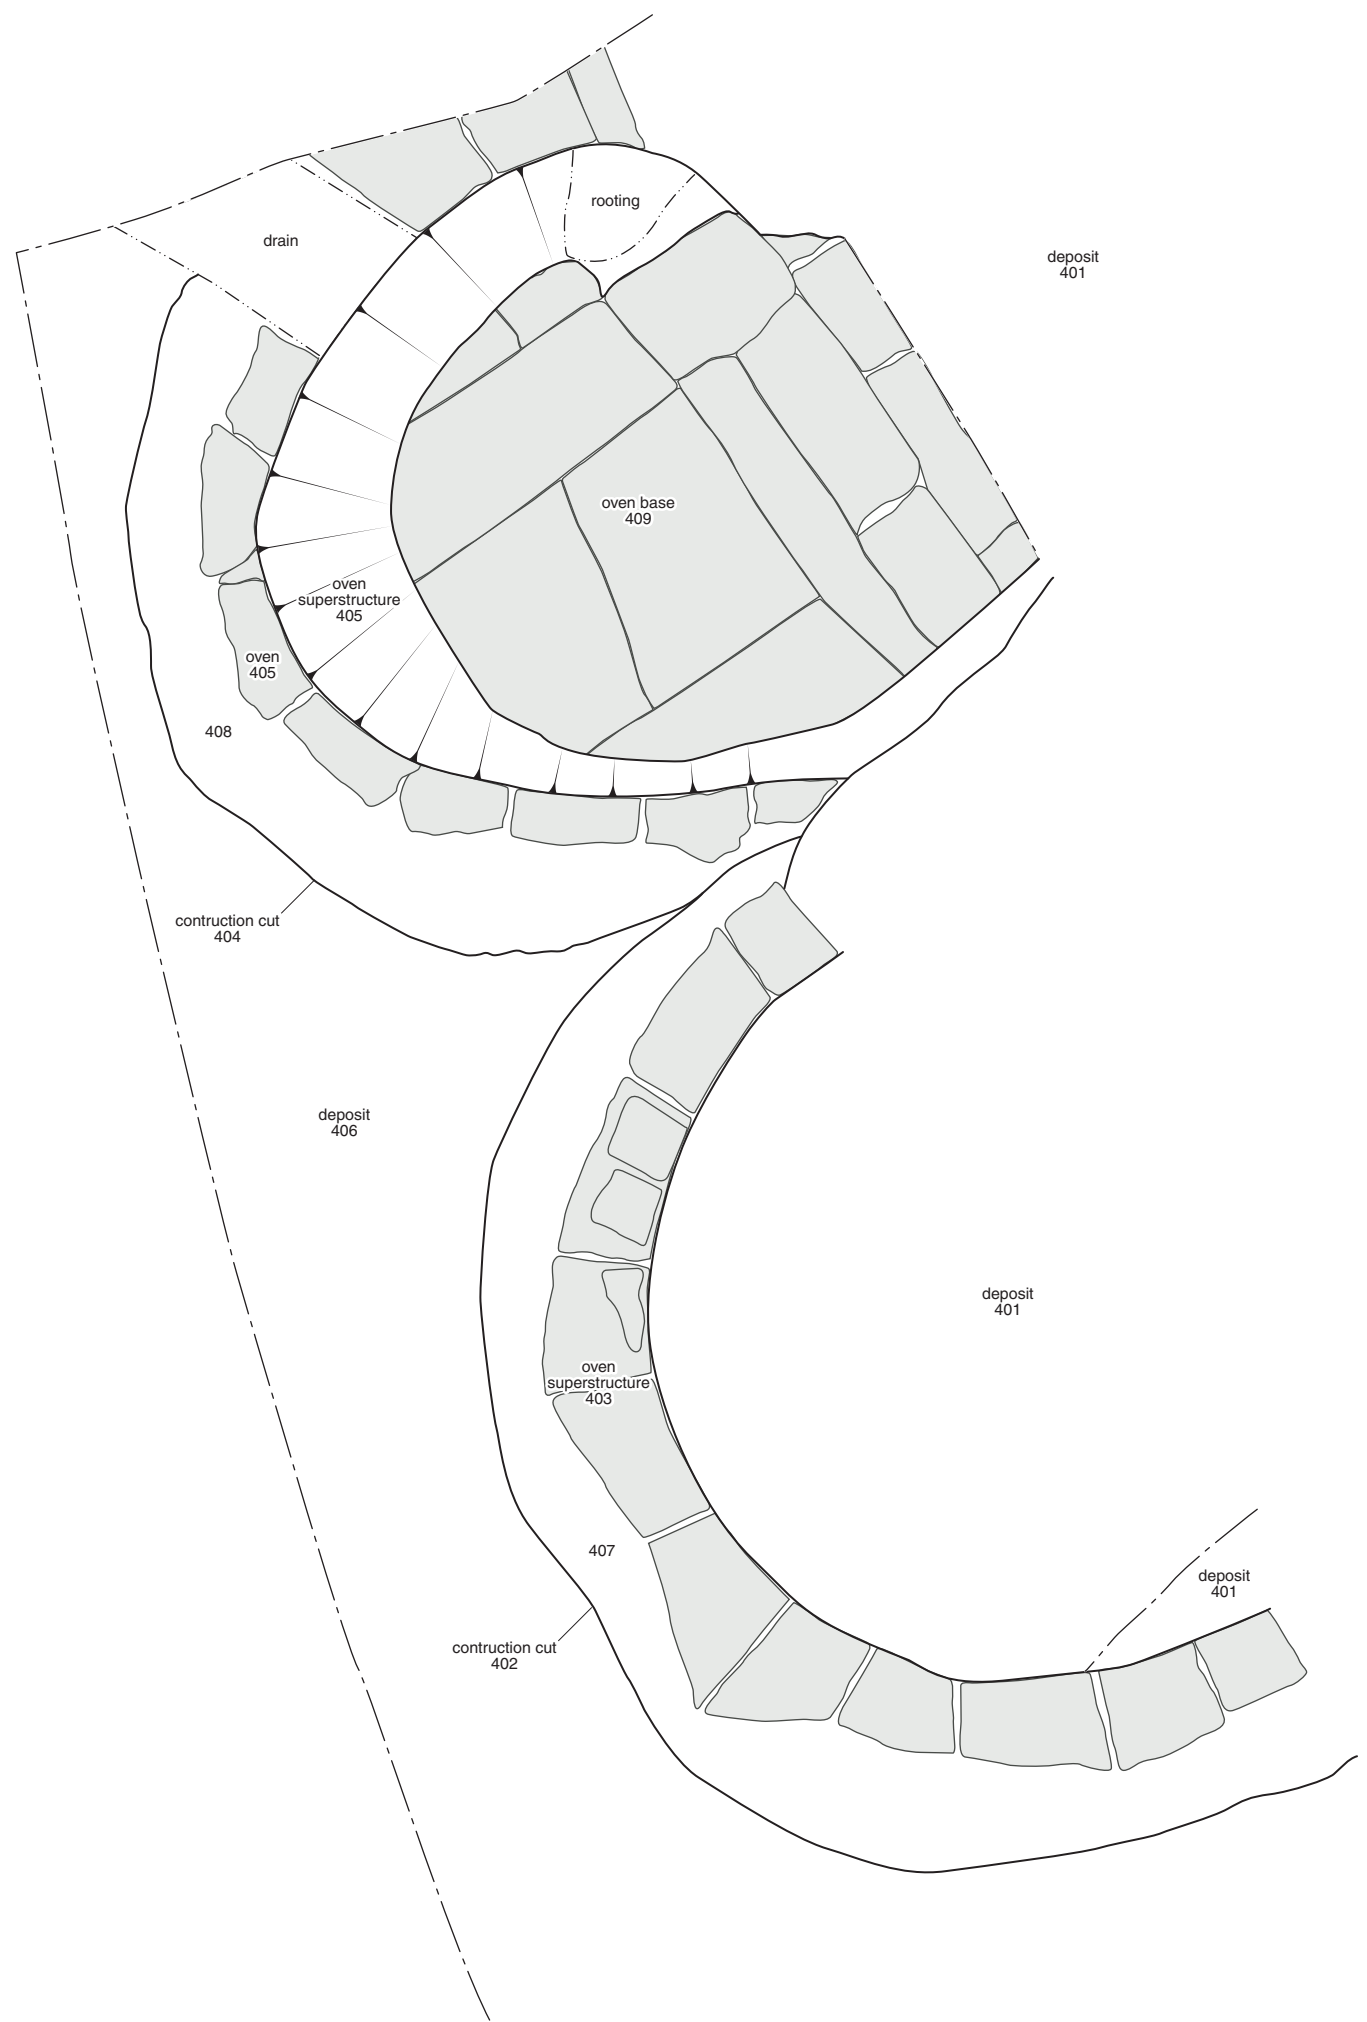 rooting
drain
deposit
401
oven base
409
oven
superstructure
405
oven
405
408
contruction cut
404
deposit
406
deposit
401
oven
superstructure
403
407
deposit
401
contruction cut
402